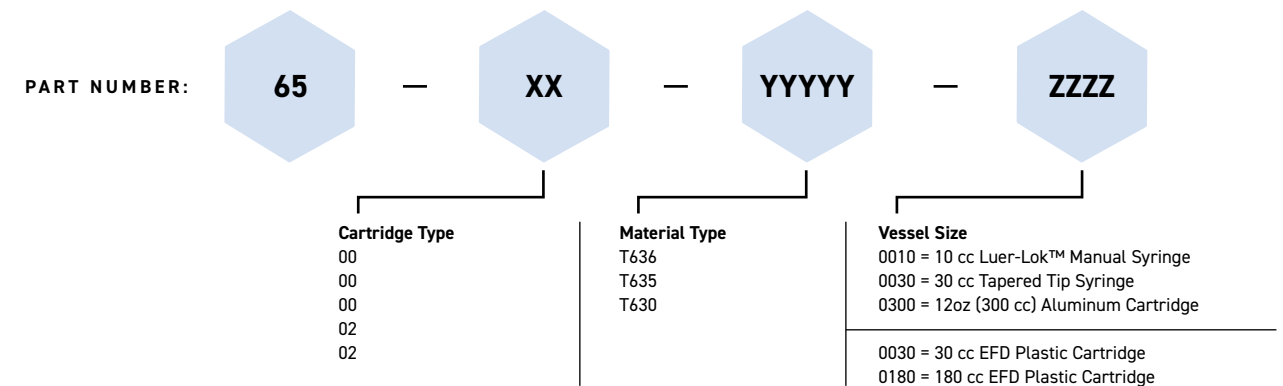 PART NUMBER: 65 — XX — YYYYY — ZZZZ
Cartridge Type
00
00
00
02
02
Material Type
T636
T635
T630
Vessel Size
0010 = 10 cc Luer-Lok™ Manual Syringe
0030 = 30 cc Tapered Tip Syringe
0300 = 12oz (300 cc) Aluminum Cartridge
0030 = 30 cc EFD Plastic Cartridge
0180 = 180 cc EFD Plastic Cartridge